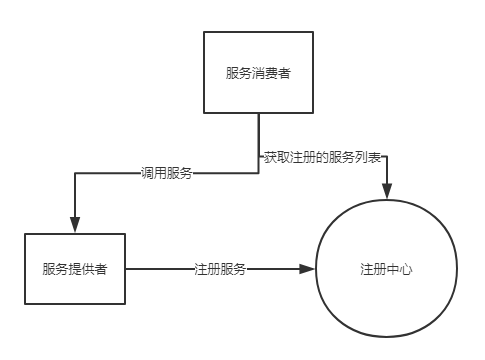 服务消费者
获取注册的服务列表
调用服务
服务提供者
注册服务
注册中心